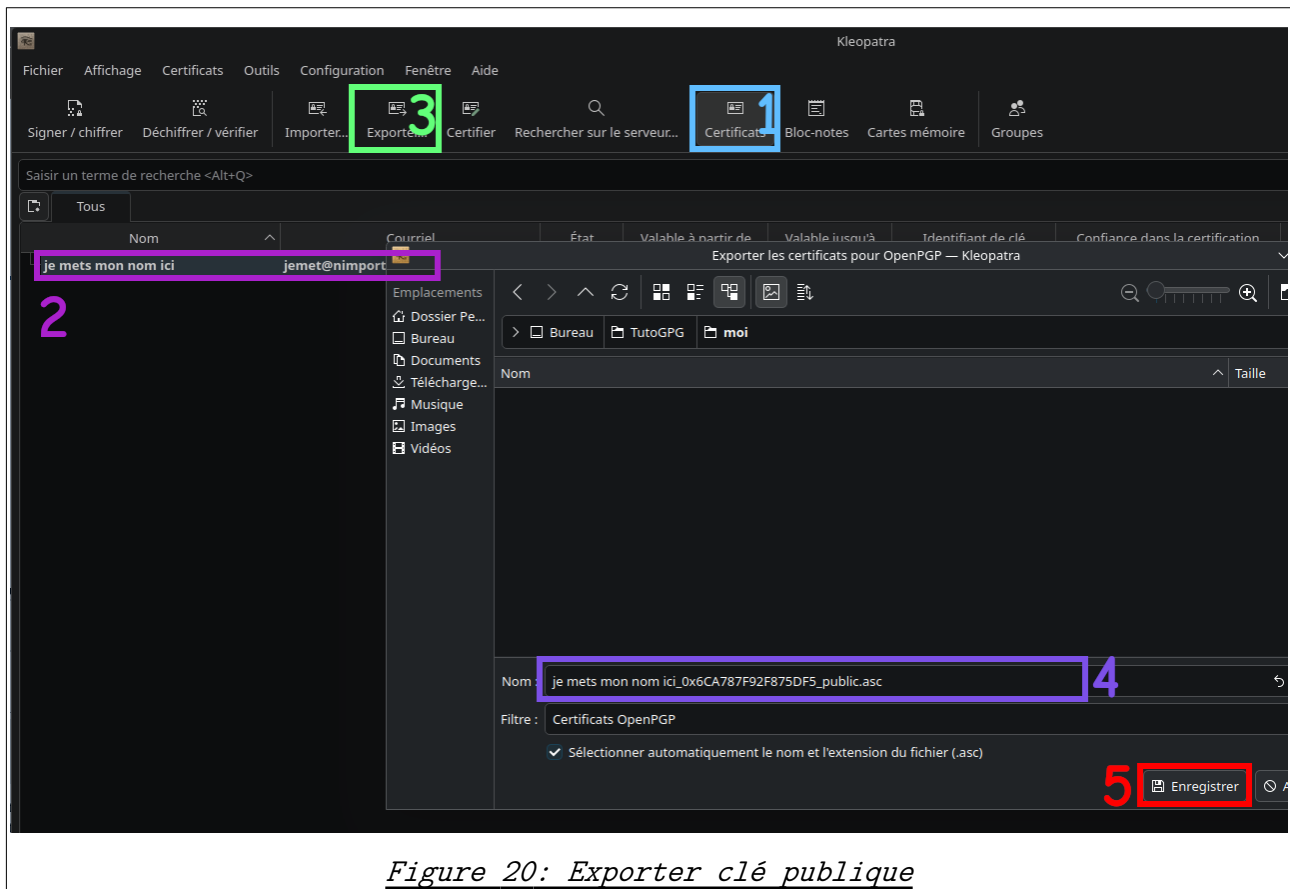 Kleopatra
Fichier Affichage Certificats Outils Configuration Fenêtre Aide
Signer / chiffrer Déchiffrer / vérifier Importer... Exporter... Certifier Rechercher sur le serveur... Certificats Bloc-notes Cartes mémoire Groupes
3 1
Saisir un terme de recherche <Alt+Q>
Tous
Nom Courriel État Valable à partir de Valable jusqu'à Identifiant de clé Confiance dans la certification
je mets mon nom ici jemet@nimport
2
Exporter les certificats pour OpenPGP — Kleopatra
Emplacements
Dossier Pe...
Bureau
Documents
Télécharge...
Musique
Images
Vidéos
Bureau TutoGPG moi
Nom Taille
Nom : je mets mon nom ici_0x6CA787F92F875DF5_public.asc 4
Filtre : Certificats OpenPGP
Sélectionner automatiquement le nom et l'extension du fichier (.asc)
5 Enregistrer A
Figure 20: Exporter clé publique